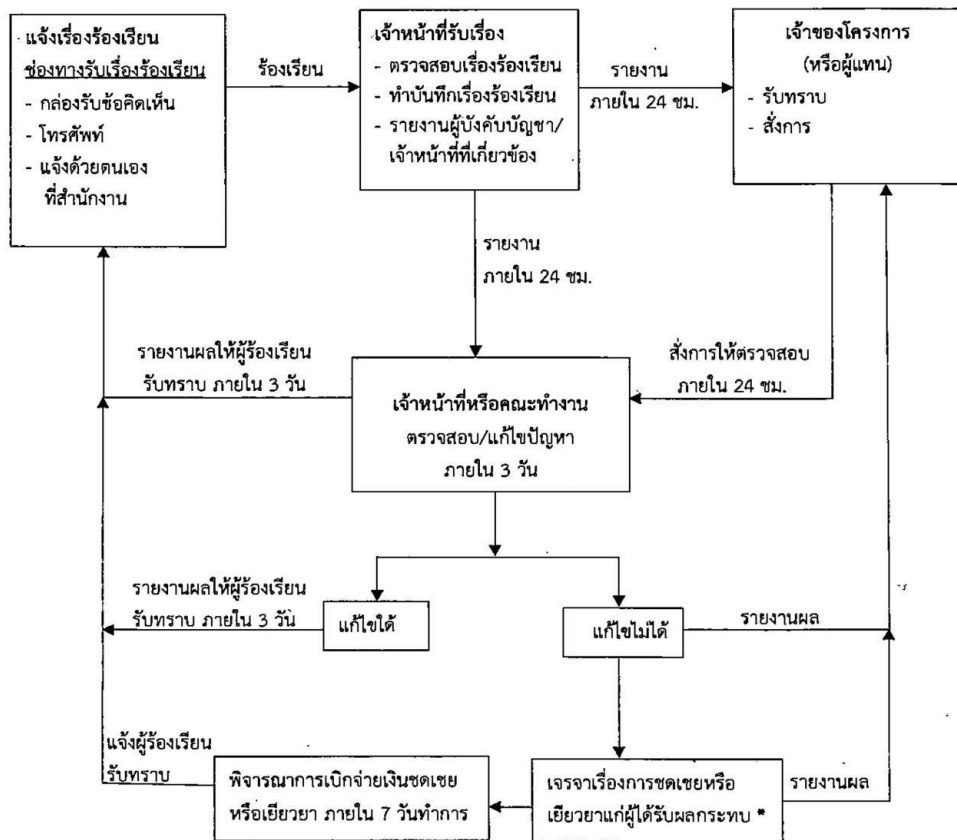 แจ้งเรื่องร้องเรียน
ช่องทางรับเรื่องร้องเรียน
- กล่องรับข้อคิดเห็น
- โทรศัพท์
- แจ้งด้วยตนเอง
ที่สำนักงาน
ร้องเรียน
เจ้าหน้าที่รับเรื่อง
- ตรวจสอบเรื่องร้องเรียน
- ทำบันทึกเรื่องร้องเรียน
- รายงานผู้บังคับบัญชา/
เจ้าหน้าที่ที่เกี่ยวข้อง
รายงาน
ภายใน 24 ชม.
เจ้าของโครงการ
(หรือผู้แทน)
- รับทราบ
- สั่งการ
รายงาน
ภายใน 24 ชม.
รายงานผลให้ผู้ร้องเรียน
รับทราบ ภายใน 3 วัน
สั่งการให้ตรวจสอบ
ภายใน 24 ชม.
เจ้าหน้าที่หรือคณะทำงาน
ตรวจสอบ/แก้ไขปัญหา
ภายใน 3 วัน
รายงานผลให้ผู้ร้องเรียน
รับทราบ ภายใน 3 วัน
แก้ไขได้
แก้ไขไม่ได้
รายงานผล
แจ้งผู้ร้องเรียน
รับทราบ
พิจารณาการเบิกจ่ายเงินชดเชย
หรือเยียวยา ภายใน 7 วันทำการ
เจรจาเรื่องการชดเชยหรือ
เยียวยาแก่ผู้ได้รับผลกระทบ *
รายงานผล